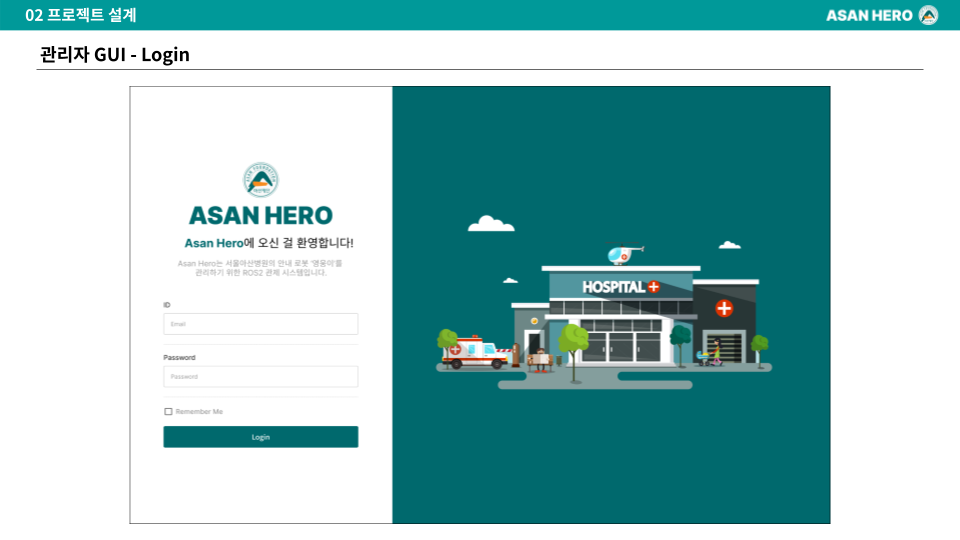 02 프로젝트 설계
ASAN HERO
관리자 GUI - Login
ASAN HERO
Asan Hero에 오신 걸 환영합니다!
Asan Hero는 서울아산병원의 안내 로봇 '영웅이'를
관리하기 위한 ROS2 관제 시스템입니다.
HOSPITAL
ID
Email
Password
Password
Remember Me
Login